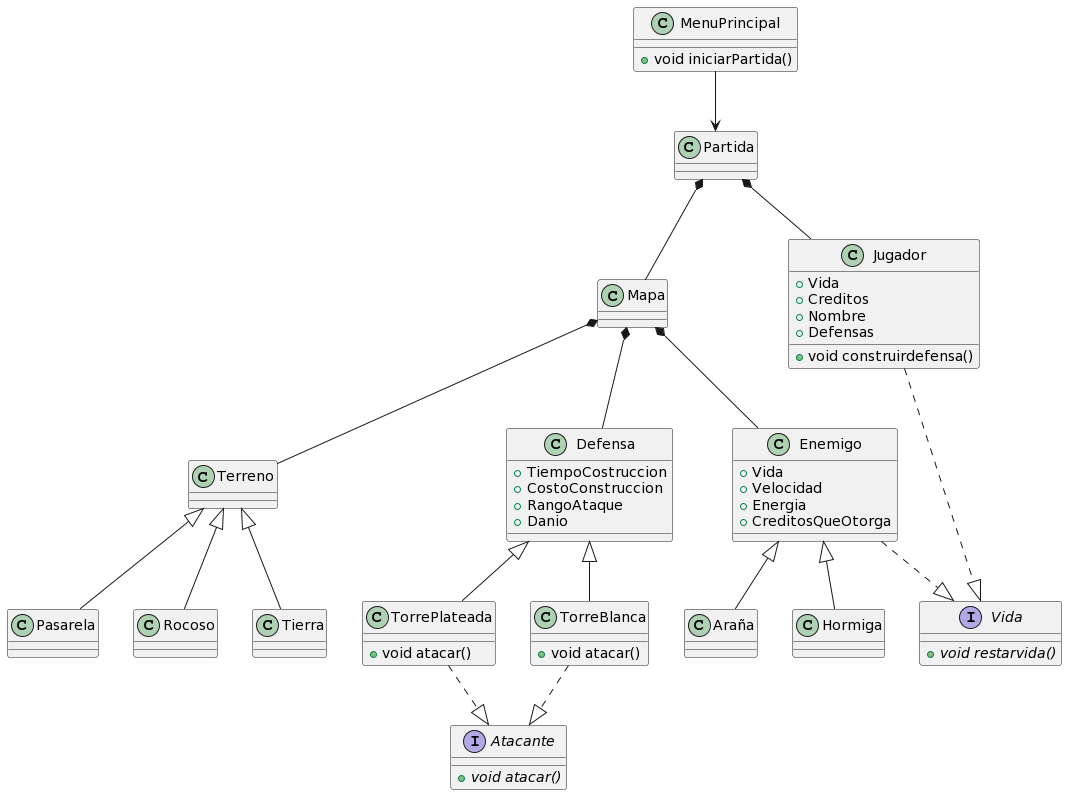 C MenuPrincipal
void iniciarPartida()
C Partida
C Jugador
Vida
Creditos
Nombre
Defensas
void construirdefensa()
C Mapa
C Terreno
C Defensa
TiempoCostruccion
CostoConstruccion
RangoAtaque
Danio
C Enemigo
Vida
Velocidad
Energia
CreditosQueOtorga
C Pasarela
C Rocoso
C Tierra
C TorrePlateada
void atacar()
C TorreBlanca
void atacar()
C Araña
C Hormiga
I Vida
void restarvida()
I Atacante
void atacar()